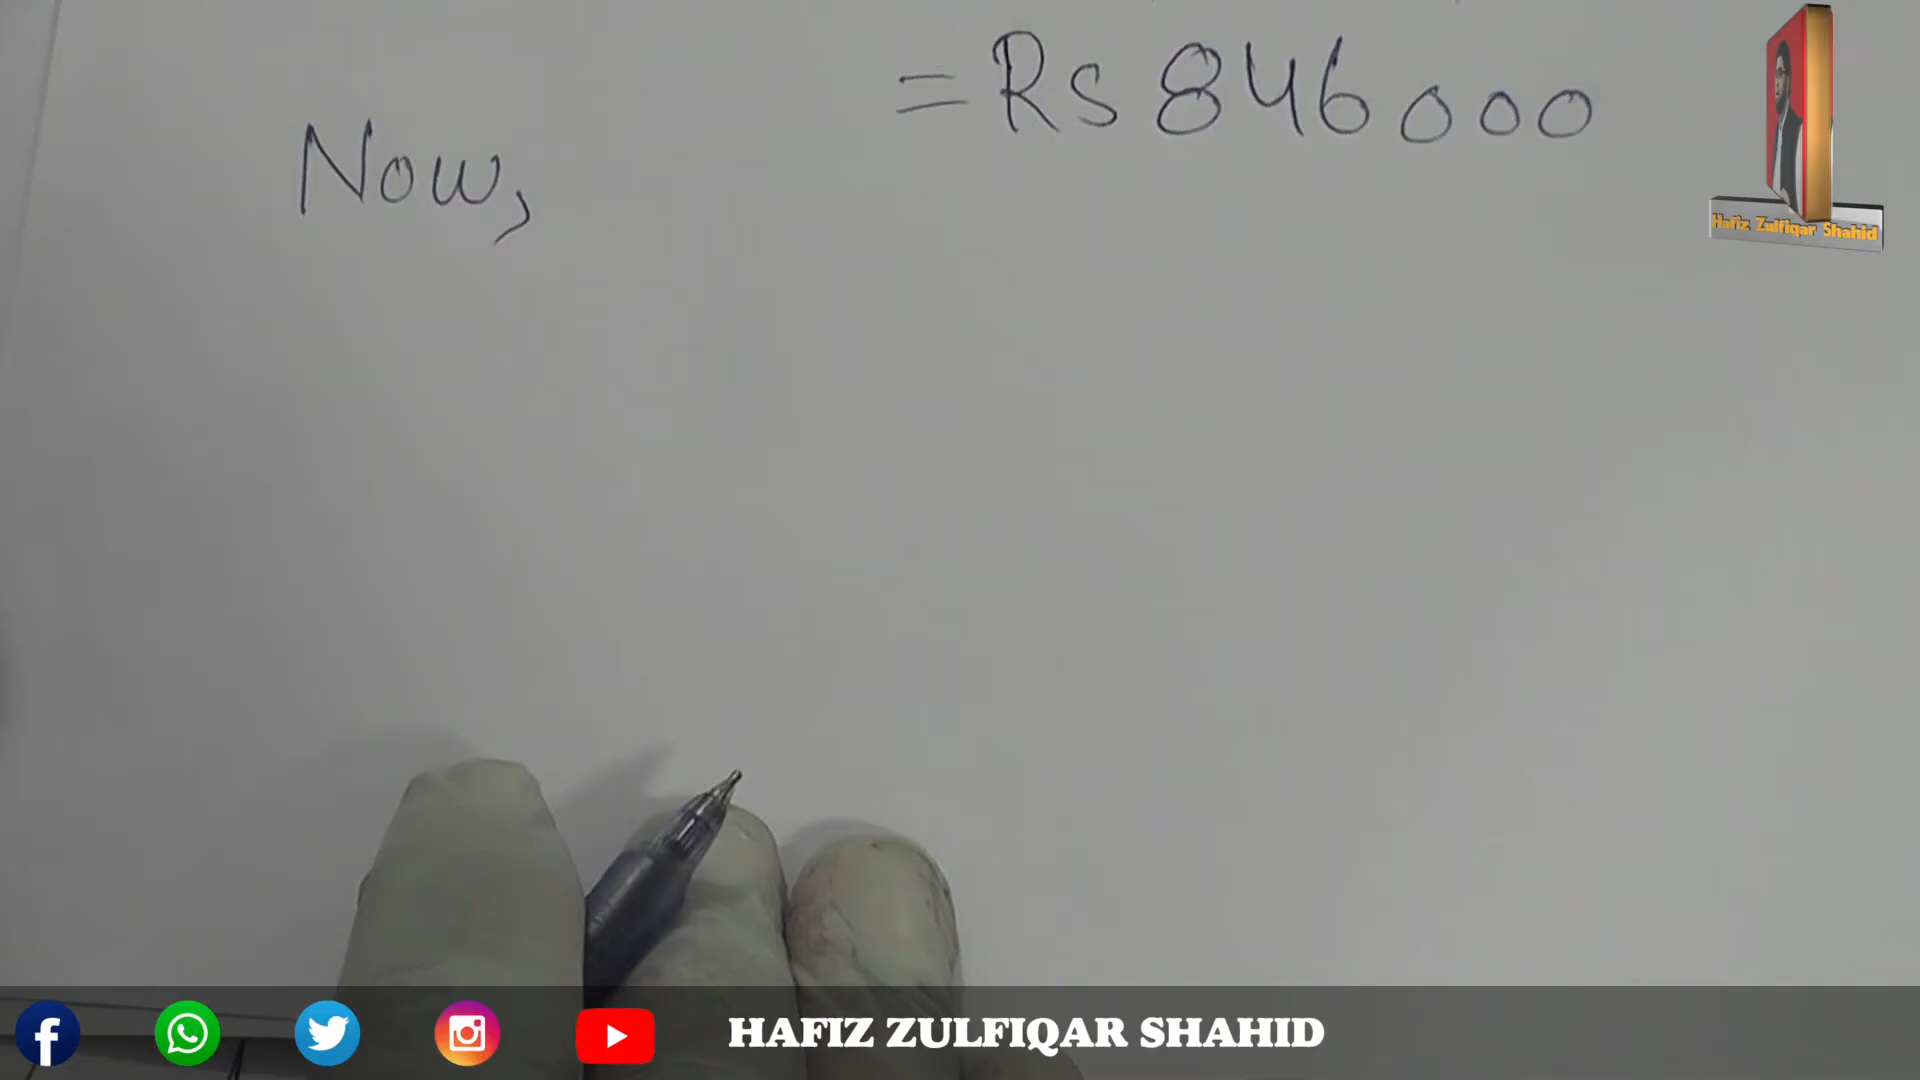 = Rs 846000
Now,
Hafiz Zulfiqar Shahid
HAFIZ ZULFIQAR SHAHID